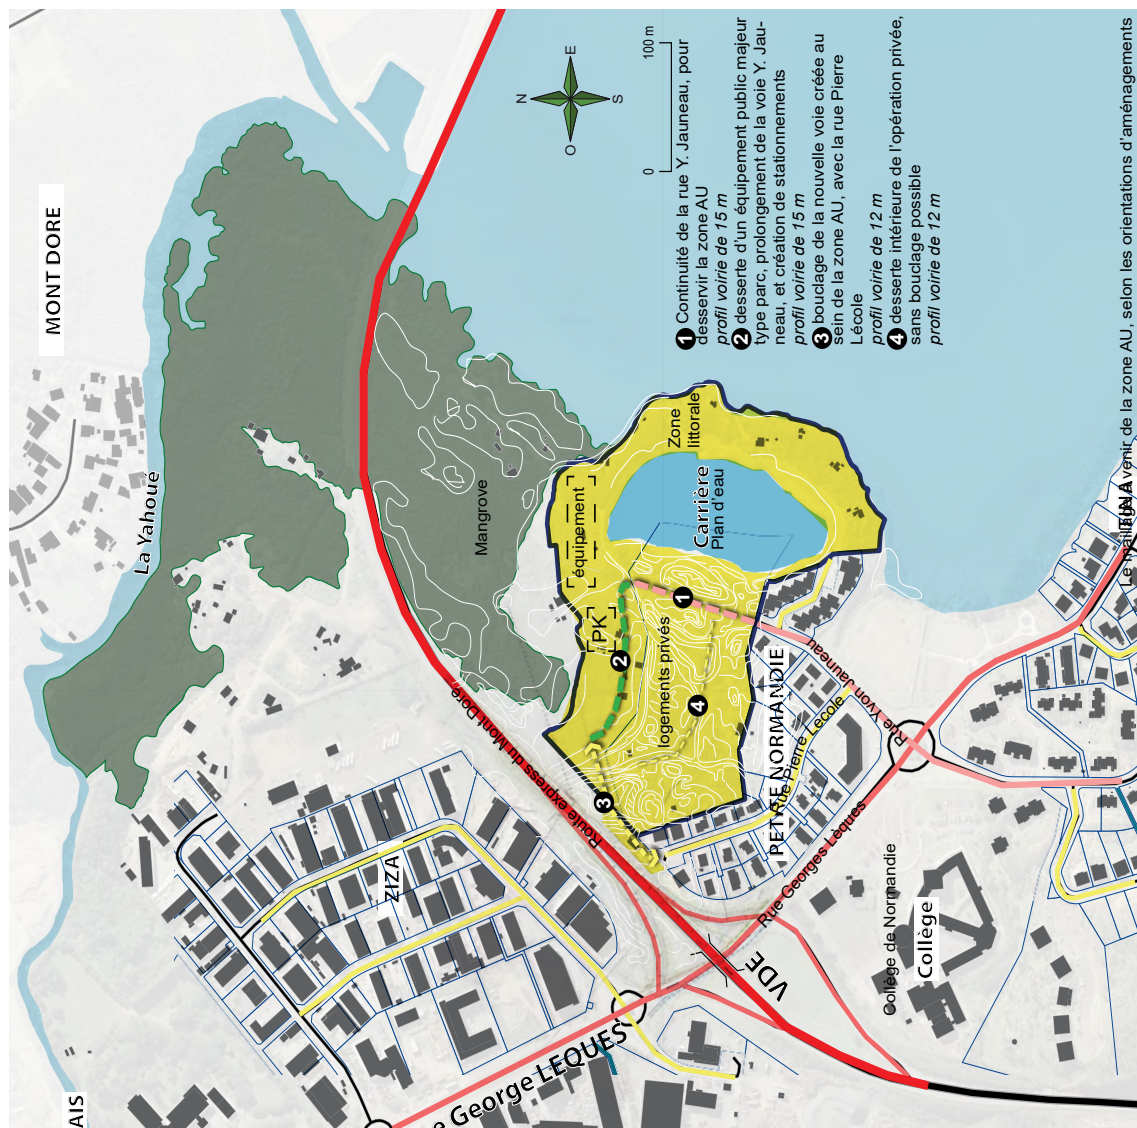 MONT DORE
La Yahoué
N
E
S
O
0
100 m
1 Continuité de la rue Y. Jauneau, pour
desservir la zone AU
profil voirie de 15 m
2 desserte d'un équipement public majeur
type parc, prolongement de la voie Y. Jau-
neau, et création de stationnements
profil voirie de 15 m
3 bouclage de la nouvelle voie créée au
sein de la zone AU, avec la rue Pierre
Lécole
profil voirie de 12 m
4 desserte intérieure de l'opération privée,
sans bouclage possible
profil voirie de 12 m
Le maillage à venir de la zone AU, selon les orientations d'aménagements
TINA
Mangrove
Zone
littorale
équipement
Carrière
Plan d'eau
PK
1
2
3
4
logements privés
Route express du Mont Dore
PETITE NORMANDIE
Rue Pierre Lécole
Rue Yvon Jauneau
Rue Georges Lèques
ZIZA
VDE
Collège de Normandie
Collège
e George LEQUES
AIS